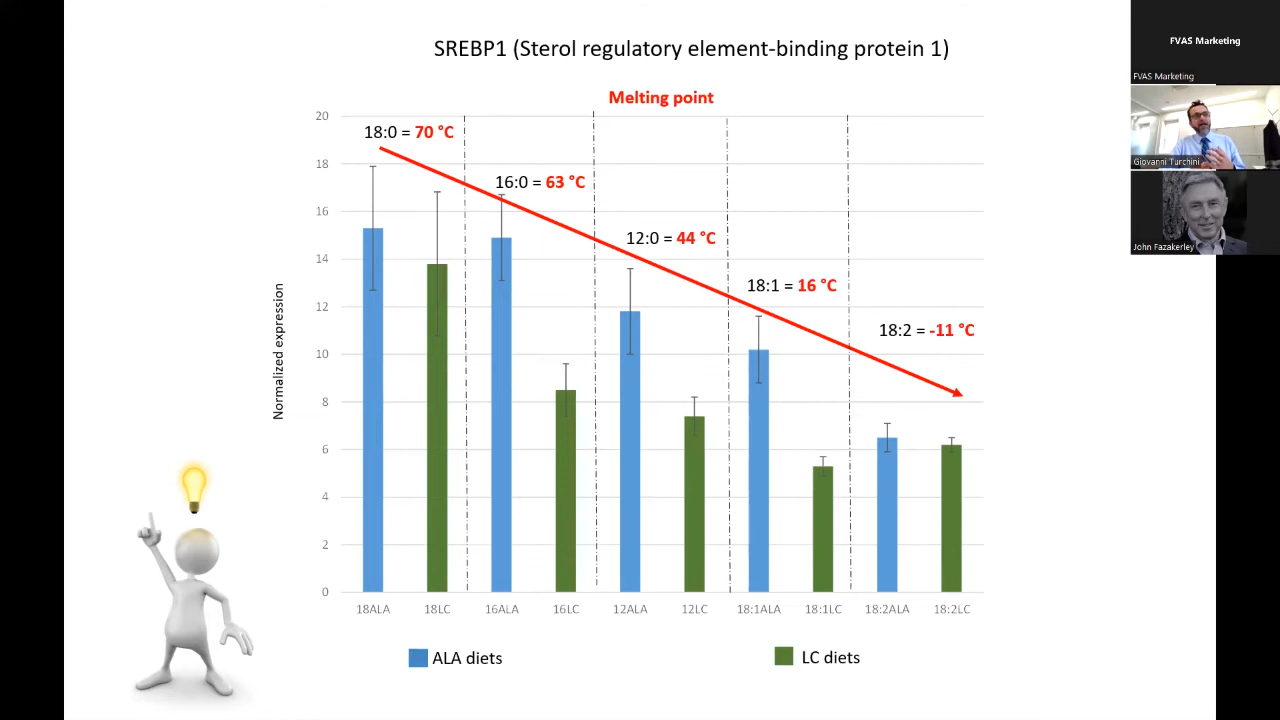 SREBP1 (Sterol regulatory element-binding protein 1)
Melting point
20
18
16
14
12
10
8
6
4
2
0
Normalized expression
18:0 = 70 °C
16:0 = 63 °C
12:0 = 44 °C
18:1 = 16 °C
18:2 = -11 °C
18ALA 18LC 16ALA 16LC 12ALA 12LC 18:1ALA 18:1LC 18:2ALA 18:2LC
ALA diets LC diets
FVAS Marketing
FVAS Marketing
Giovanni Turchini
John Fazakerley